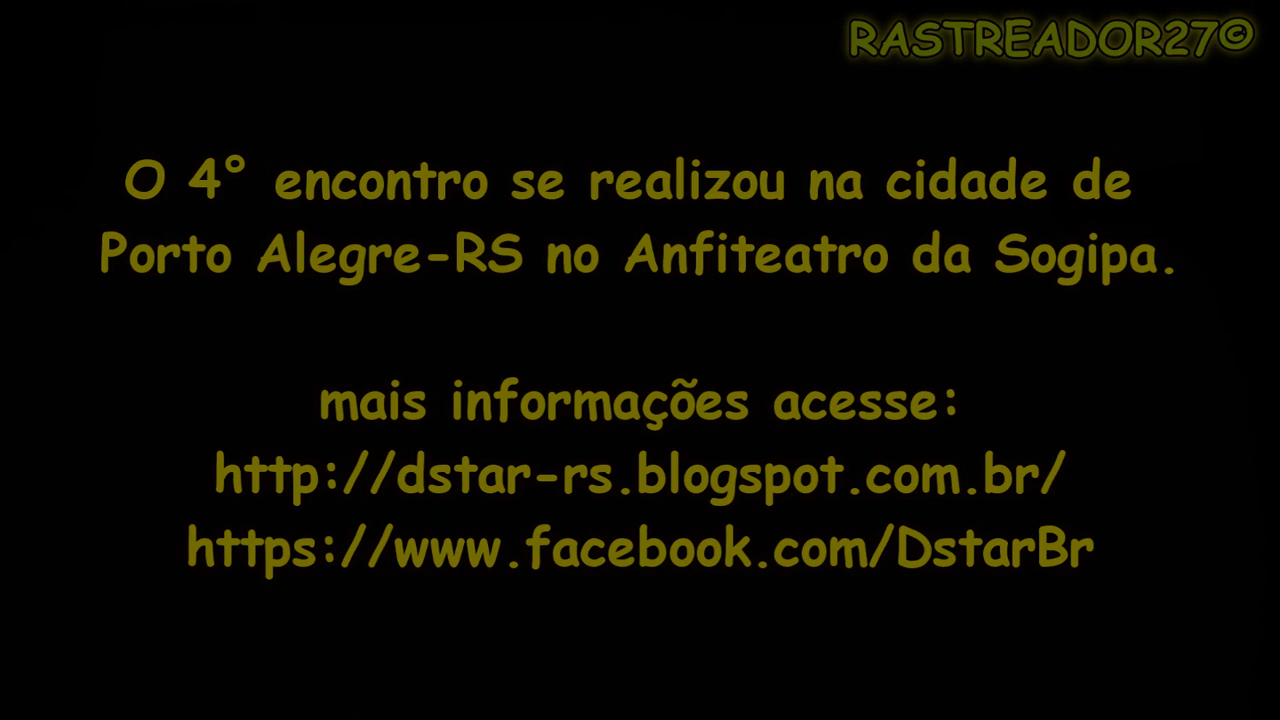 RASTREADOR27©
O 4° encontro se realizou na cidade de
Porto Alegre-RS no Anfiteatro da Sogipa.
mais informações acesse:
http://dstar-rs.blogspot.com.br/
https://www.facebook.com/DstarBr